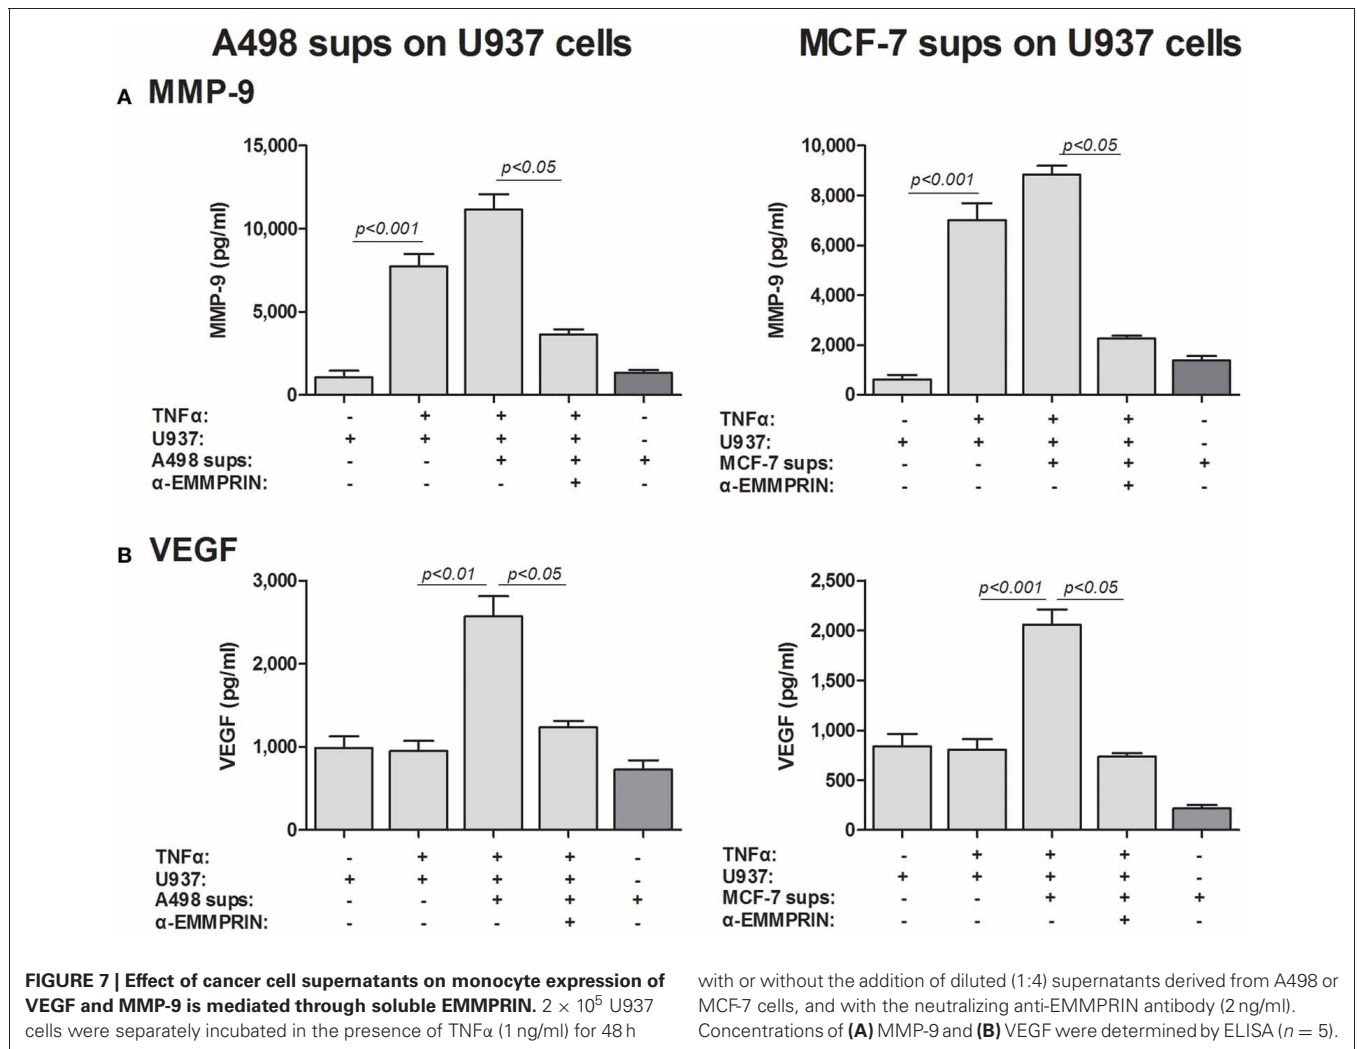 A498 sups on U937 cells
MCF-7 sups on U937 cells
A MMP-9
15,000
10,000
5,000
0
MMP-9 (pg/ml)
p<0.001
p<0.05
TNFα: - + + + -
U937: + + + + -
A498 sups: - - + + +
α-EMMPRIN: - - - + -
10,000
8,000
6,000
4,000
2,000
0
MMP-9 (pg/ml)
p<0.001
p<0.05
TNFα: - + + + -
U937: + + + + -
MCF-7 sups: - - + + +
α-EMMPRIN: - - - + -
B VEGF
3,000
2,000
1,000
0
VEGF (pg/ml)
p<0.01
p<0.05
TNFα: - + + + -
U937: + + + + -
A498 sups: - - + + +
α-EMMPRIN: - - - + -
2,500
2,000
1,500
1,000
500
0
VEGF (pg/ml)
p<0.001
p<0.05
TNFα: - + + + -
U937: + + + + -
MCF-7 sups: - - + + +
α-EMMPRIN: - - - + -
FIGURE 7 | Effect of cancer cell supernatants on monocyte expression of
VEGF and MMP-9 is mediated through soluble EMMPRIN. 2 × 10⁵ U937
cells were separately incubated in the presence of TNFα (1 ng/ml) for 48 h
with or without the addition of diluted (1:4) supernatants derived from A498 or
MCF-7 cells, and with the neutralizing anti-EMMPRIN antibody (2 ng/ml).
Concentrations of (A) MMP-9 and (B) VEGF were determined by ELISA (n = 5).